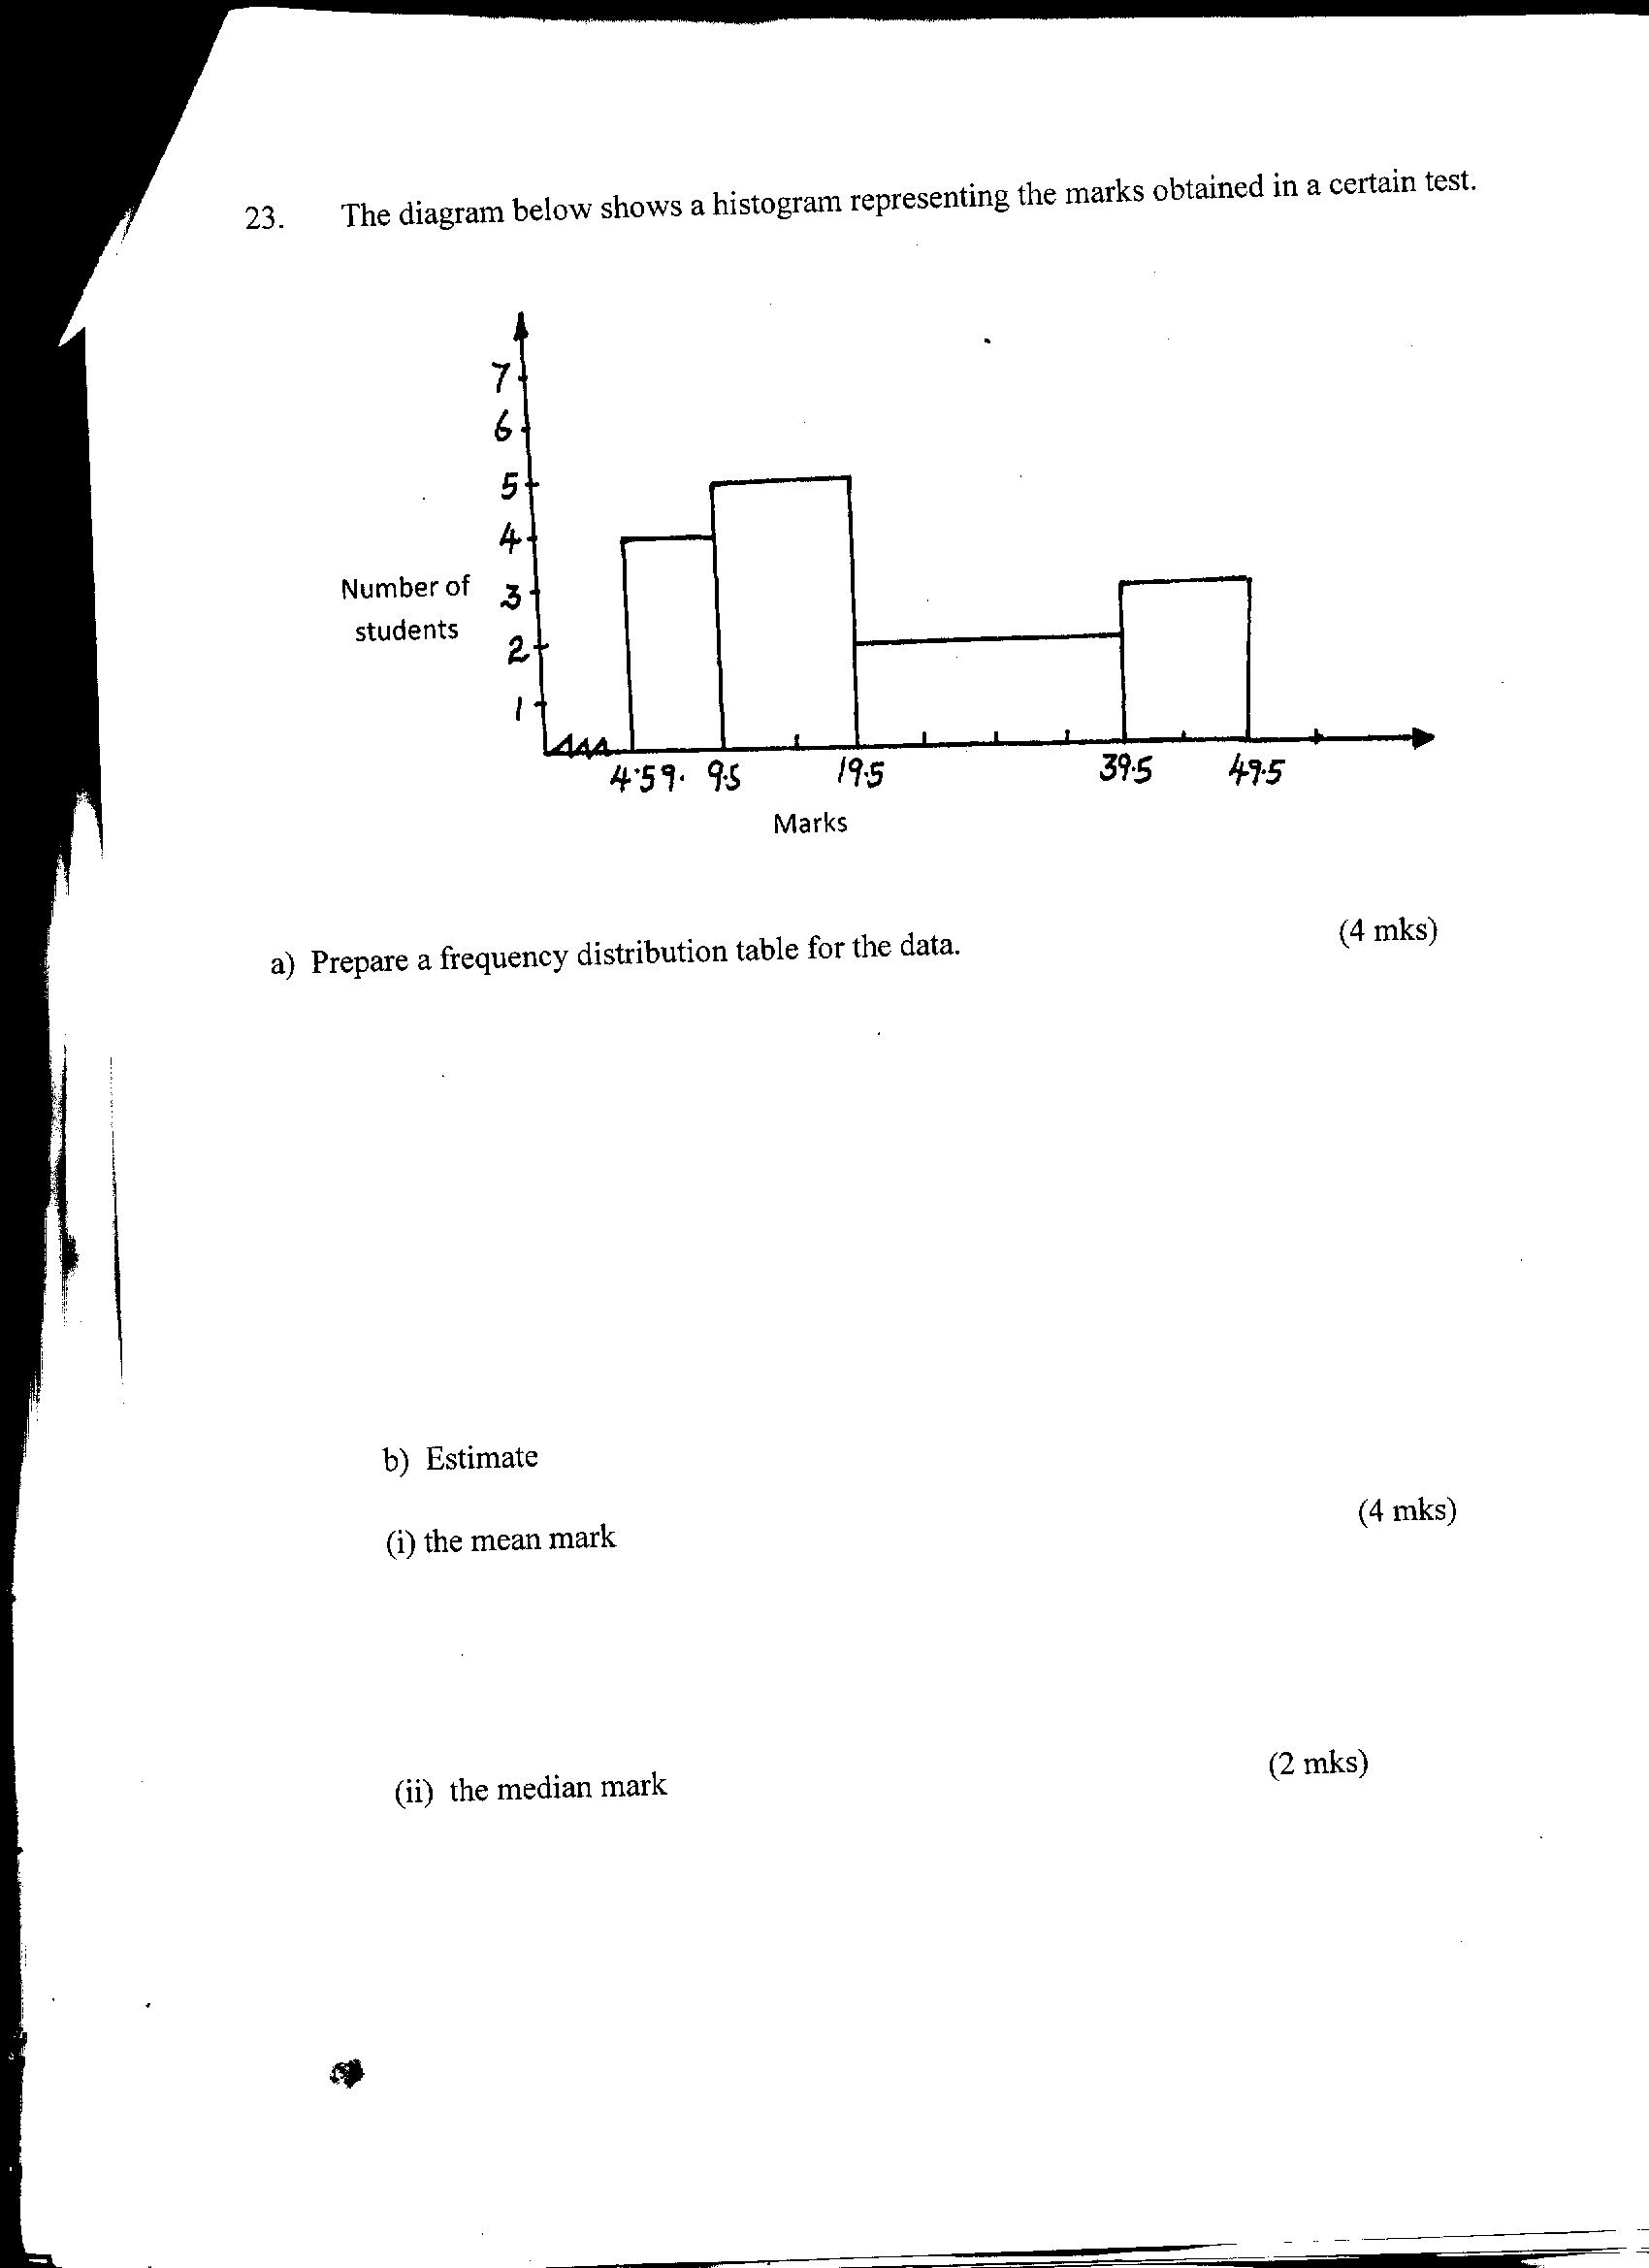 23. The diagram below shows a histogram representing the marks obtained in a certain test.
7
6
5
4
Number of
students
3
2
1
4.59. 9.5 19.5 39.5 49.5
Marks
a) Prepare a frequency distribution table for the data. (4 mks)
b) Estimate
(i) the mean mark (4 mks)
(ii) the median mark (2 mks)